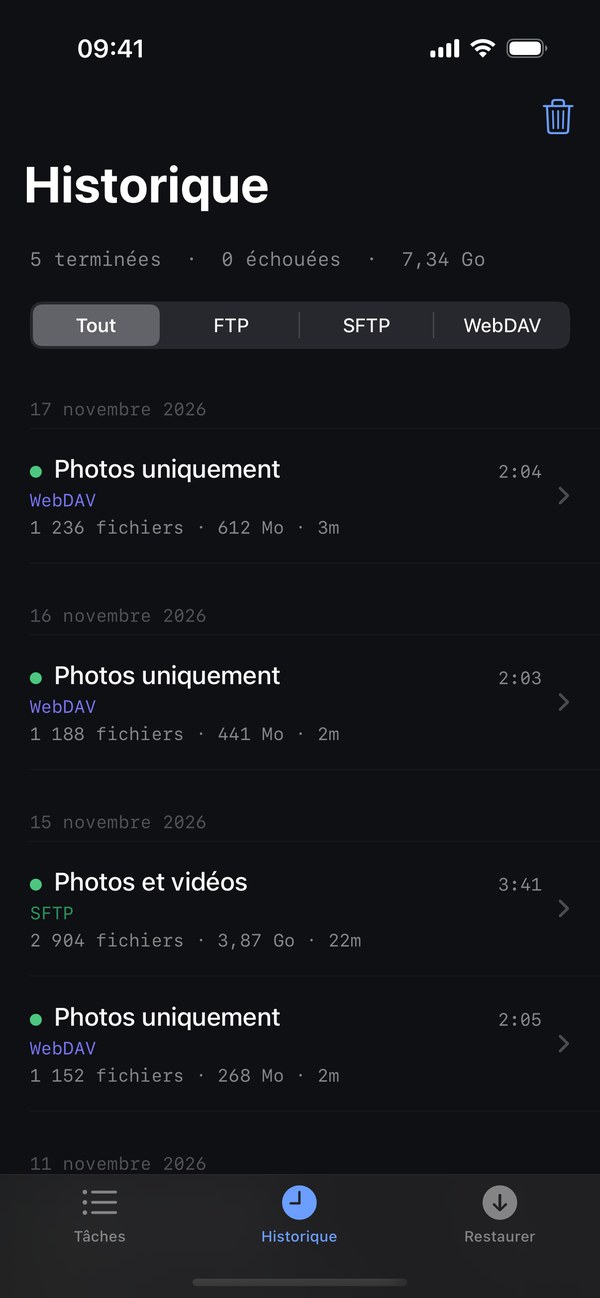 09:41
Historique
5 terminées · 0 échouées · 7,34 Go
Tout FTP SFTP WebDAV
17 novembre 2026
Photos uniquement 2:04
WebDAV
1 236 fichiers · 612 Mo · 3m
16 novembre 2026
Photos uniquement 2:03
WebDAV
1 188 fichiers · 441 Mo · 2m
15 novembre 2026
Photos et vidéos 3:41
SFTP
2 904 fichiers · 3,87 Go · 22m
Photos uniquement 2:05
WebDAV
1 152 fichiers · 268 Mo · 2m
11 novembre 2026
Tâches Historique Restaurer